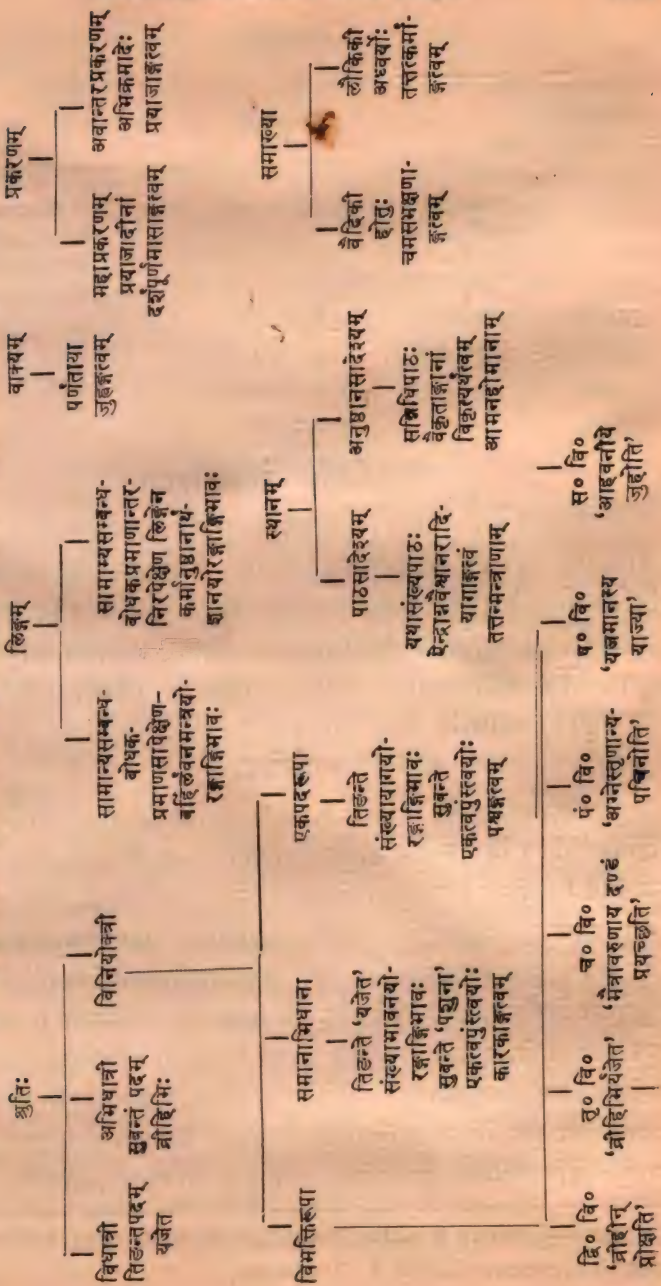 श्रुतिः
विधात्री
तिङन्तपदम्
यजेत
अभिधात्री
सुबन्तं पदम्
व्रीहिभिः
विनियोक्त्री
विभक्तिरूपा
समानाभिधाना
तिङन्ते 'यजेत'
संख्याभावनयो-
रङ्गाङ्गिभावः
सुबन्ते 'पशुना'
एकत्वपुंस्त्वयोः
कारकाङ्गत्वम्
एकपदरूपा
तिङन्ते
संख्यायागयो-
रङ्गाङ्गिभावः
सुबन्ते
एकत्वपुंस्त्वयोः
पश्वङ्गत्वम्
द्वि० वि०
'व्रीहीन्
प्रोक्षति'
तृ० वि०
'व्रीहिभिर्यजेत'
च० वि०
'मैत्रावरुणाय दण्डं
प्रयच्छति'
पं० वि०
'अग्नेस्तृणान्य-
पचिनोति'
ष० वि०
'यजमानस्य
याज्या'
स० वि०
'आहवनीये
जुहोति'
लिङ्गम्
सामान्यसम्बन्ध-
बोधक-
प्रमाणसापेक्षेण-
बर्हिर्लवनमन्त्रयो-
रङ्गाङ्गिभावः
सामान्यसम्बन्ध-
बोधकप्रमाणान्तर-
निरपेक्षेण लिङ्गेन
कर्मानुष्ठानार्थ-
ज्ञानयोरङ्गाङ्गिभावः
वाक्यम्
पर्णताया
जुह्वङ्गत्वम्
प्रकरणम्
महाप्रकरणम्
प्रयाजादीनां
दर्शपूर्णमासाङ्गत्वम्
अवान्तरप्रकरणम्
अभिक्रमादेः
प्रयाजाङ्गत्वम्
स्थानम्
पाठसादेश्यम्
यथासंख्यपाठः
ऐन्द्राग्नवैश्वानरादि-
यागाङ्गत्वं
तत्तन्मन्त्राणाम्
अनुष्ठानसादेश्यम्
सन्निधिपाठः
वैकृताङ्गानां
विकृत्यर्थत्वम्
आमनहोमानाम्
समाख्या
वैदिकी
होतुः
चमसभक्षणा-
ङ्गत्वम्
लौकिकी
अध्वर्योः
तत्तत्कर्मा-
ङ्गत्वम्